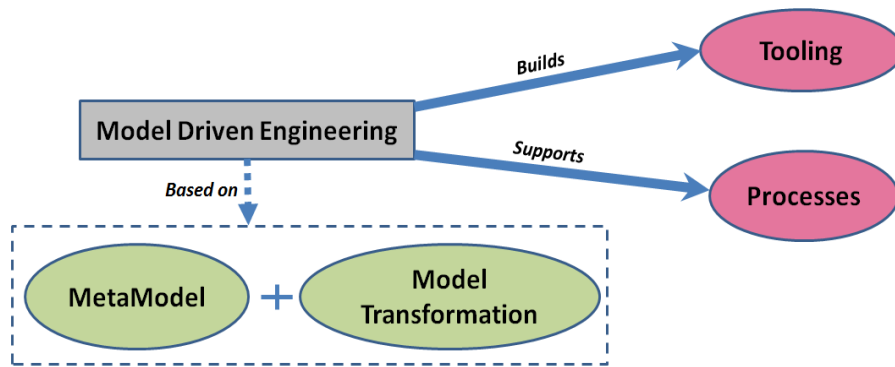 Tooling
Builds
Model Driven Engineering
Supports
Based on
Processes
MetaModel
+
Model
Transformation